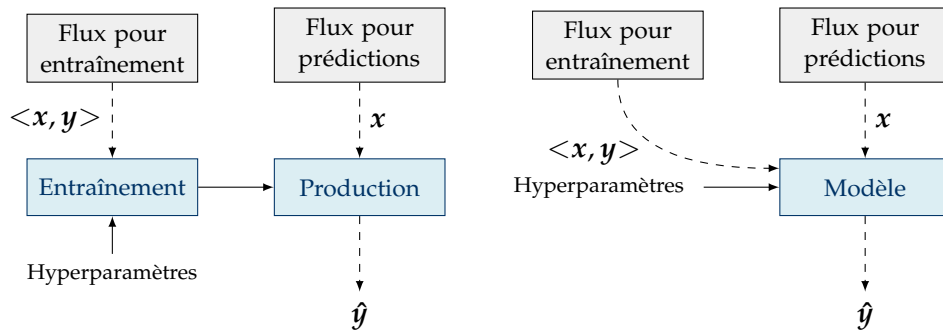 Flux pour
entraînement
Flux pour
prédictions
<x, y>
x
Entraînement
Production
Hyperparamètres
ŷ
Flux pour
entraînement
Flux pour
prédictions
<x, y>
x
Hyperparamètres
Modèle
ŷ